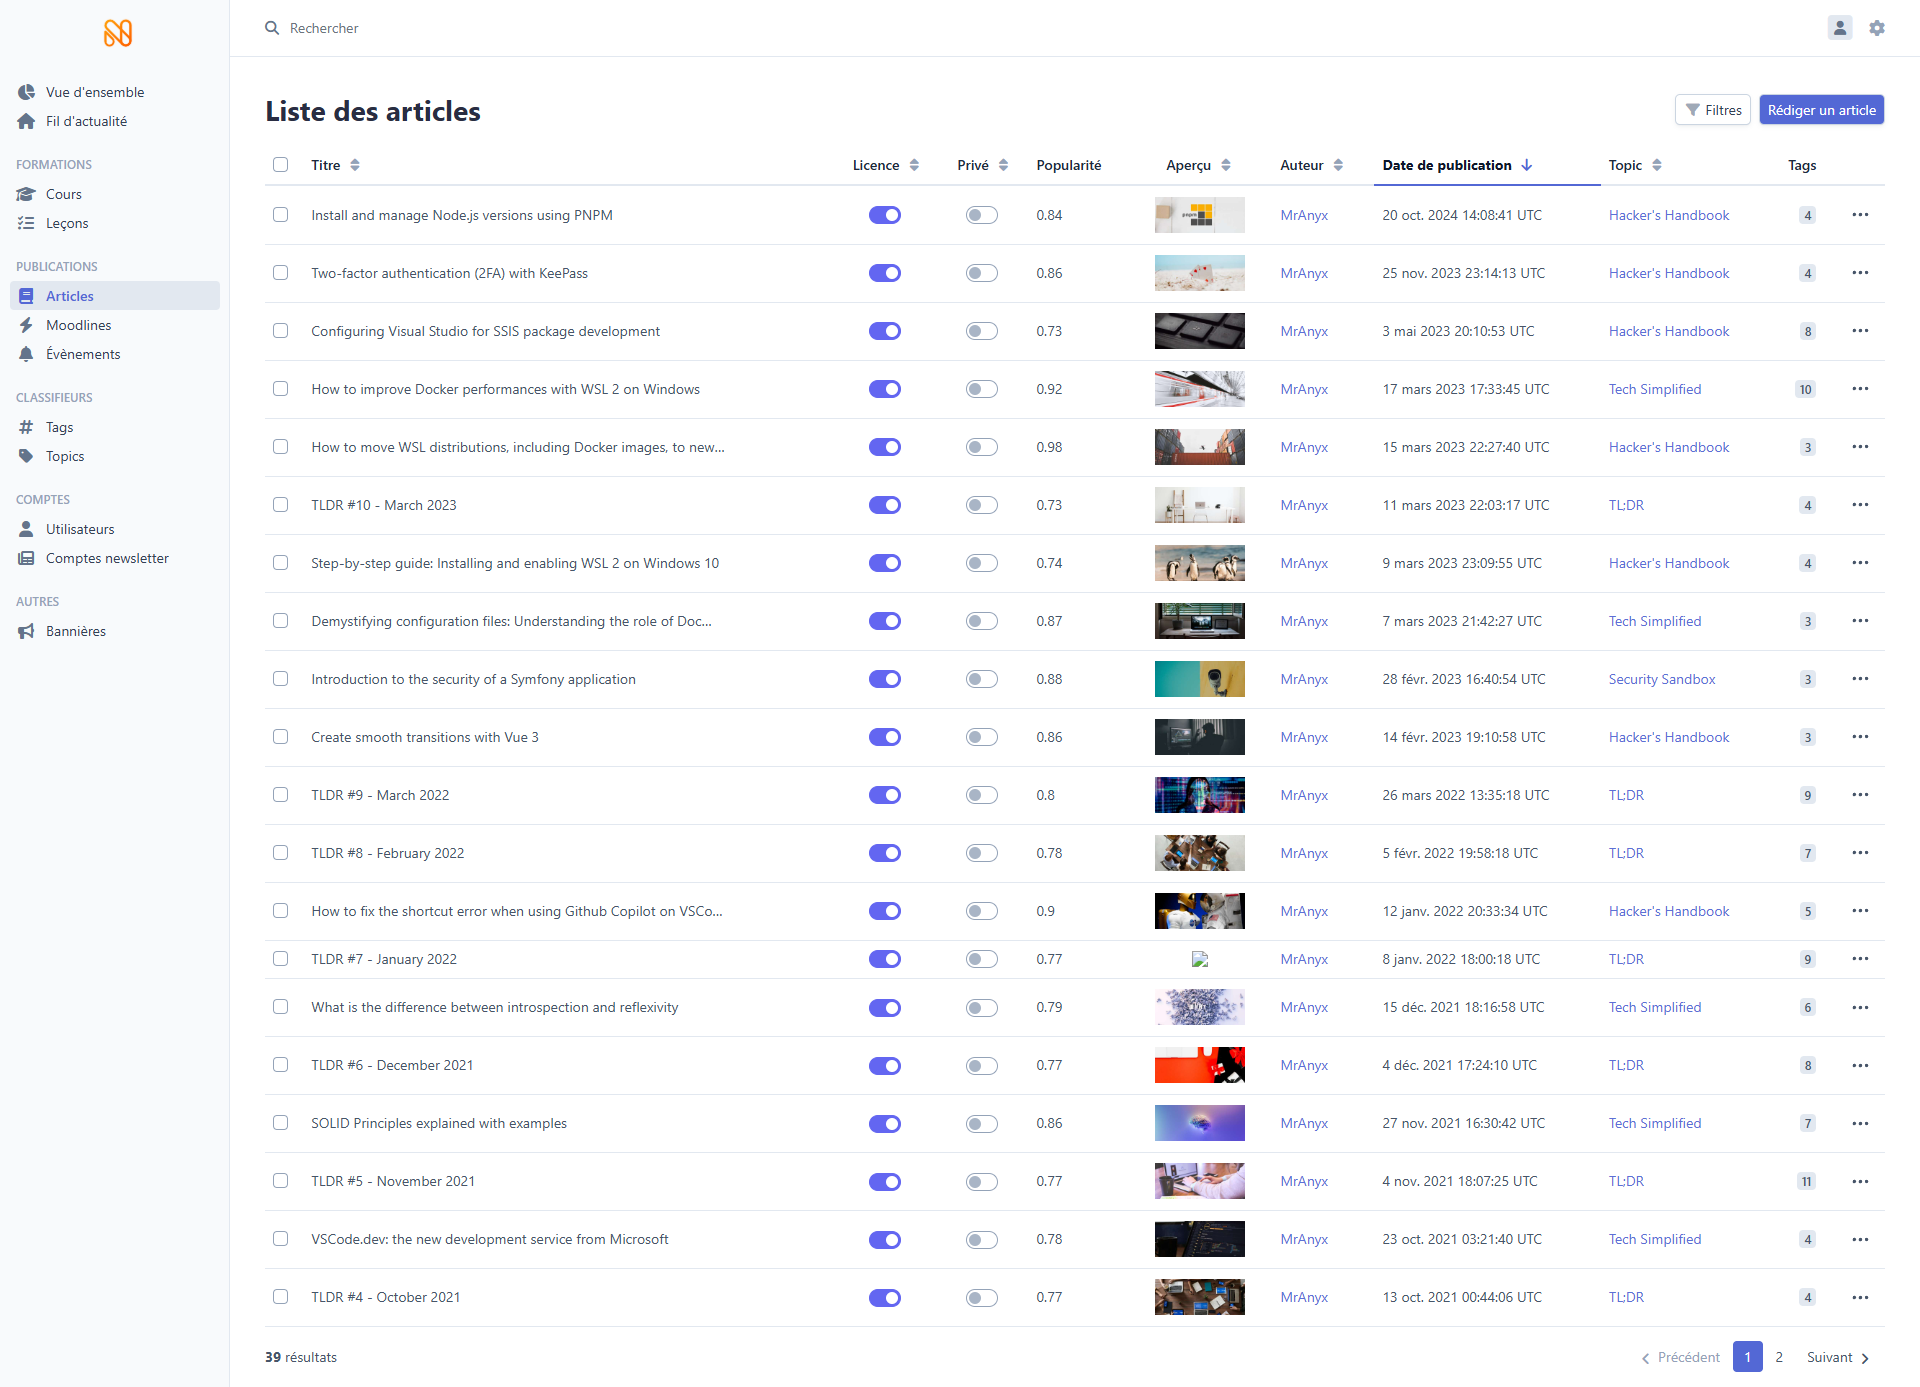 Rechercher
Vue d'ensemble
Fil d'actualité
FORMATIONS
Cours
Leçons
PUBLICATIONS
Articles
Moodlines
Évènements
CLASSIFIEURS
Tags
Topics
COMPTES
Utilisateurs
Comptes newsletter
AUTRES
Bannières
Liste des articles
Filtres
Rédiger un article
Titre Licence Privé Popularité Aperçu Auteur Date de publication Topic Tags
Install and manage Node.js versions using PNPM 0.84 pnpm MrAnyx 20 oct. 2024 14:08:41 UTC Hacker's Handbook 4
Two-factor authentication (2FA) with KeePass 0.86 MrAnyx 25 nov. 2023 23:14:13 UTC Hacker's Handbook 4
Configuring Visual Studio for SSIS package development 0.73 MrAnyx 3 mai 2023 20:10:53 UTC Hacker's Handbook 8
How to improve Docker performances with WSL 2 on Windows 0.92 MrAnyx 17 mars 2023 17:33:45 UTC Tech Simplified 10
How to move WSL distributions, including Docker images, to new... 0.98 MrAnyx 15 mars 2023 22:27:40 UTC Hacker's Handbook 3
TLDR #10 - March 2023 0.73 MrAnyx 11 mars 2023 22:03:17 UTC TL;DR 4
Step-by-step guide: Installing and enabling WSL 2 on Windows 10 0.74 MrAnyx 9 mars 2023 23:09:55 UTC Hacker's Handbook 4
Demystifying configuration files: Understanding the role of Doc... 0.87 MrAnyx 7 mars 2023 21:42:27 UTC Tech Simplified 3
Introduction to the security of a Symfony application 0.88 MrAnyx 28 févr. 2023 16:40:54 UTC Security Sandbox 3
Create smooth transitions with Vue 3 0.86 MrAnyx 14 févr. 2023 19:10:58 UTC Hacker's Handbook 3
TLDR #9 - March 2022 0.8 MrAnyx 26 mars 2022 13:35:18 UTC TL;DR 9
TLDR #8 - February 2022 0.78 MrAnyx 5 févr. 2022 19:58:18 UTC TL;DR 7
How to fix the shortcut error when using Github Copilot on VSCo... 0.9 MrAnyx 12 janv. 2022 20:33:34 UTC Hacker's Handbook 5
TLDR #7 - January 2022 0.77 MrAnyx 8 janv. 2022 18:00:18 UTC TL;DR 9
What is the difference between introspection and reflexivity 0.79 MrAnyx 15 déc. 2021 18:16:58 UTC Tech Simplified 6
TLDR #6 - December 2021 0.77 MrAnyx 4 déc. 2021 17:24:10 UTC TL;DR 8
SOLID Principles explained with examples 0.86 MrAnyx 27 nov. 2021 16:30:42 UTC Tech Simplified 7
TLDR #5 - November 2021 0.77 MrAnyx 4 nov. 2021 18:07:25 UTC TL;DR 11
VSCode.dev: the new development service from Microsoft 0.78 MrAnyx 23 oct. 2021 03:21:40 UTC Tech Simplified 4
TLDR #4 - October 2021 0.77 MrAnyx 13 oct. 2021 00:44:06 UTC TL;DR 4
39 résultats
Précédent 1 2 Suivant